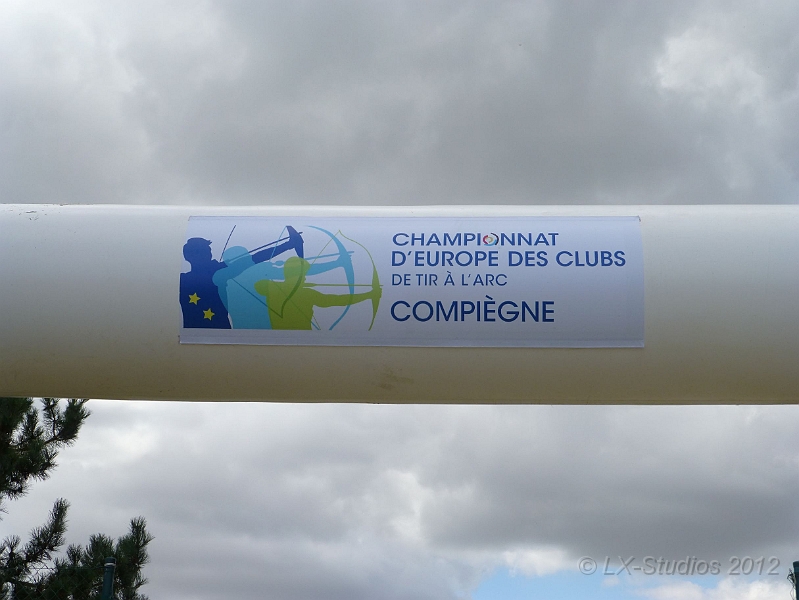 CHAMPIONNAT
D'EUROPE DES CLUBS
DE TIR À L'ARC
COMPIÈGNE
© LX-Studios 2012